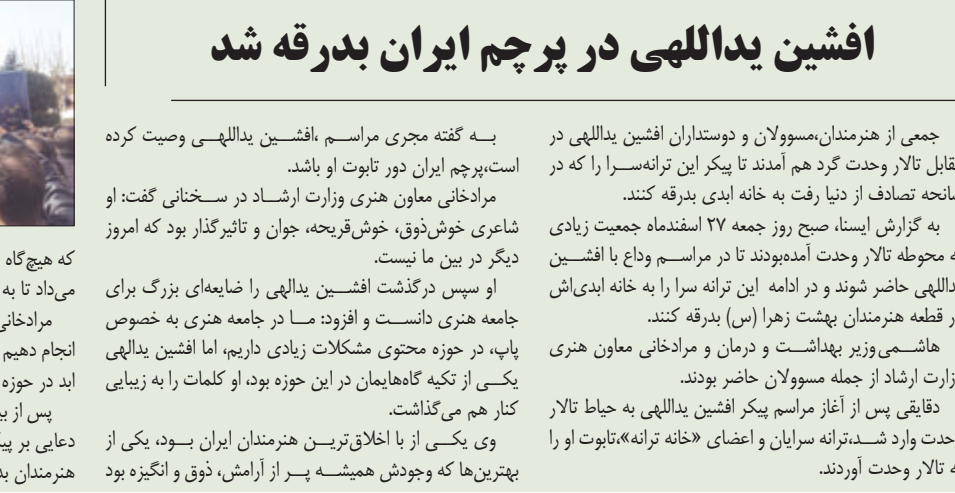 افشین یداللهی در پرچم ایران بدرقه شد
جمعی از هنرمندان،مسوولان و دوستداران افشین یداللهی در
مقابل تالار وحدت گرد هم آمدند تا پیکر این ترانه‌سرا را که در
سانحه تصادف از دنیا رفت به خانه ابدی بدرقه کنند.
به گزارش ایسنا، صبح روز جمعه ۲۷ اسفندماه جمعیت زیادی
به محوطه تالار وحدت آمده‌بودند تا در مراسم وداع با افشین
یداللهی حاضر شوند و در ادامه این ترانه سرا را به خانه ابدی‌اش
در قطعه هنرمندان بهشت زهرا (س) بدرقه کنند.
هاشمی‌وزیر بهداشت و درمان و مرادخانی معاون هنری
وزارت ارشاد از جمله مسوولان حاضر بودند.
دقایقی پس از آغاز مراسم پیکر افشین یداللهی به حیاط تالار
وحدت وارد شد،ترانه سرایان و اعضای «خانه ترانه»،تابوت او را
به تالار وحدت آوردند.
به گفته مجری مراسم ،افشین یداللهی وصیت کرده
است،پرچم ایران دور تابوت او باشد.
مرادخانی معاون هنری وزارت ارشاد در سخنانی گفت: او
شاعری خوش‌ذوق، خوش‌قریحه، جوان و تاثیرگذار بود که امروز
دیگر در بین ما نیست.
او سپس درگذشت افشین یدالهی را ضایعه‌ای بزرگ برای
جامعه هنری دانست و افزود: ما در جامعه هنری به خصوص
پاپ، در حوزه محتوی مشکلات زیادی داریم، اما افشین یدالهی
یکی از تکیه گاه‌هایمان در این حوزه بود، او کلمات را به زیبایی
کنار هم می‌گذاشت.
وی یکی از با اخلاق‌ترین هنرمندان ایران بود، یکی از
بهترین‌ها که وجودش همیشه پر از آرامش، ذوق و انگیزه بود
که هیچ‌گاه
می‌داد تا به
مرادخانی
انجام دهیم
ابد در حوزه
پس از
دعایی بر
هنرمندان